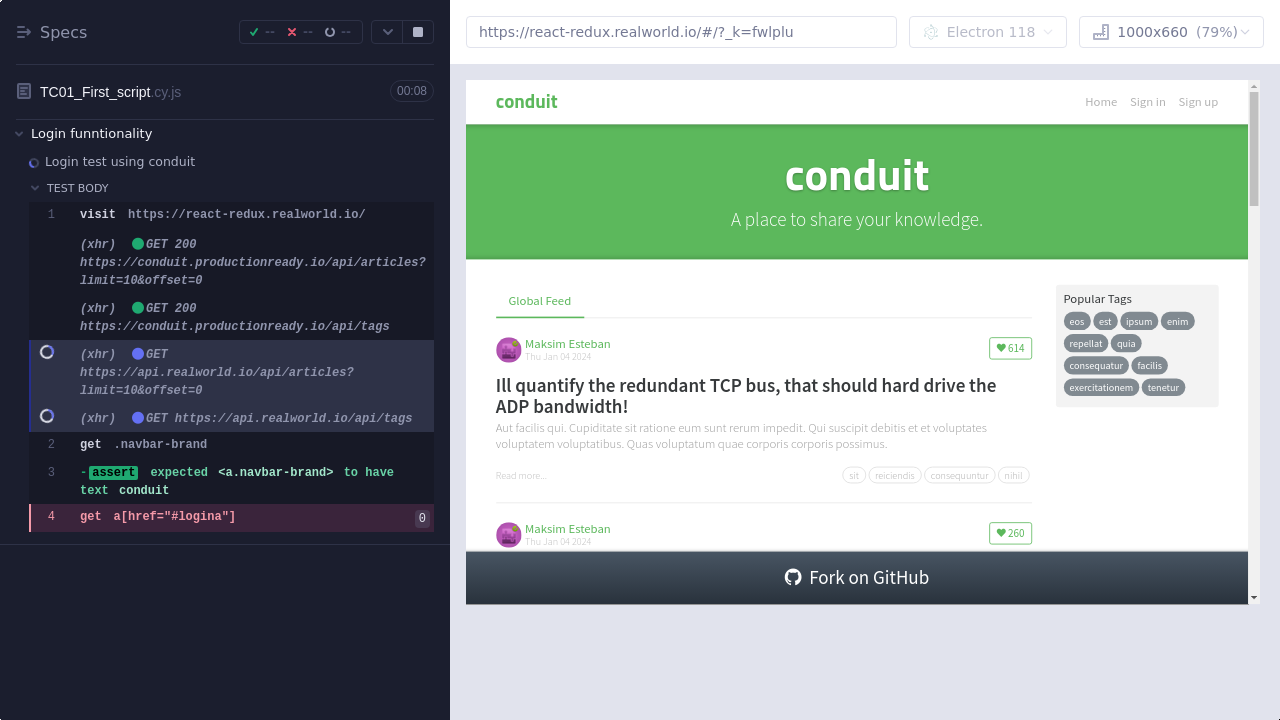 Specs
-- -- --
TC01_First_script.cy.js 00:08
Login funntionality
Login test using conduit
TEST BODY
1 visit https://react-redux.realworld.io/
(xhr) GET 200
https://conduit.productionready.io/api/articles?
limit=10&offset=0
(xhr) GET 200
https://conduit.productionready.io/api/tags
(xhr) GET
https://api.realworld.io/api/articles?
limit=10&offset=0
(xhr) GET https://api.realworld.io/api/tags
2 get .navbar-brand
3 -assert expected <a.navbar-brand> to have
text conduit
4 get a[href="#logina"] 0
https://react-redux.realworld.io/#/?_k=fwlplu
Electron 118
1000x660 (79%)
conduit
Home Sign in Sign up
conduit
A place to share your knowledge.
Global Feed
Maksim Esteban
Thu Jan 04 2024
614
Ill quantify the redundant TCP bus, that should hard drive the
ADP bandwidth!
Aut facilis qui. Cupiditate sit ratione eum sunt rerum impedit. Qui suscipit debitis et et voluptates
voluptatem voluptatibus. Quas voluptatum quae corporis corporis possimus.
Read more...
sit reiciendis consequuntur nihil
Maksim Esteban
Thu Jan 04 2024
260
Popular Tags
eos est ipsum enim
repellat quia
consequatur facilis
exercitationem tenetur
Fork on GitHub